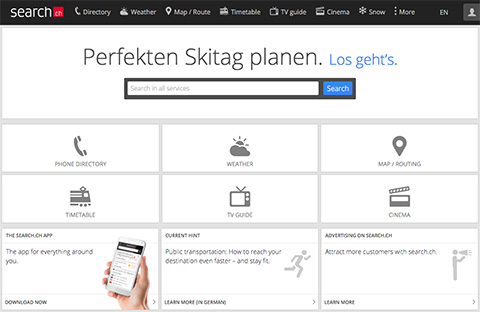 search.ch
Directory
Weather
Map / Route
Timetable
TV guide
Cinema
Snow
More
EN
Perfekten Skitag planen. Los geht's.
Search in all services
Search
PHONE DIRECTORY
WEATHER
MAP / ROUTING
TIMETABLE
TV GUIDE
CINEMA
THE SEARCH.CH APP
The app for everything around
you.
DOWNLOAD NOW
CURRENT HINT
Public transportation: How to reach your
destination even faster – and stay fit.
LEARN MORE (IN GERMAN)
ADVERTISING ON SEARCH.CH
Attract more customers with search.ch.
LEARN MORE